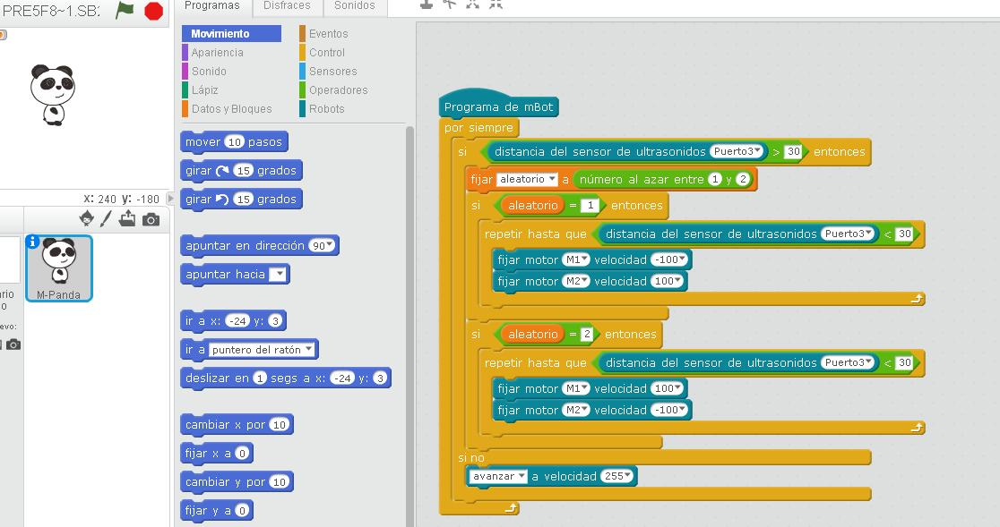 PRE5F8~1.SB2
Programas
Disfraces
Sonidos
Movimiento
Apariencia
Sonido
Lápiz
Datos y Bloques
Eventos
Control
Sensores
Operadores
Robots
mover 10 pasos
girar 15 grados
girar 15 grados
apuntar en dirección 90
apuntar hacia
ir a x: -24 y: 3
ir a puntero del ratón
deslizar en 1 segs a x: -24 y: 3
cambiar x por 10
fijar x a 0
cambiar y por 10
fijar y a 0
x: 240 y: -180
M-Panda
Programa de mBot
por siempre
si distancia del sensor de ultrasonidos Puerto3 > 30 entonces
fijar aleatorio a número al azar entre 1 y 2
si aleatorio = 1 entonces
repetir hasta que distancia del sensor de ultrasonidos Puerto3 < 30
fijar motor M1 velocidad -100
fijar motor M2 velocidad 100
si aleatorio = 2 entonces
repetir hasta que distancia del sensor de ultrasonidos Puerto3 < 30
fijar motor M1 velocidad 100
fijar motor M2 velocidad -100
si no
avanzar a velocidad 255